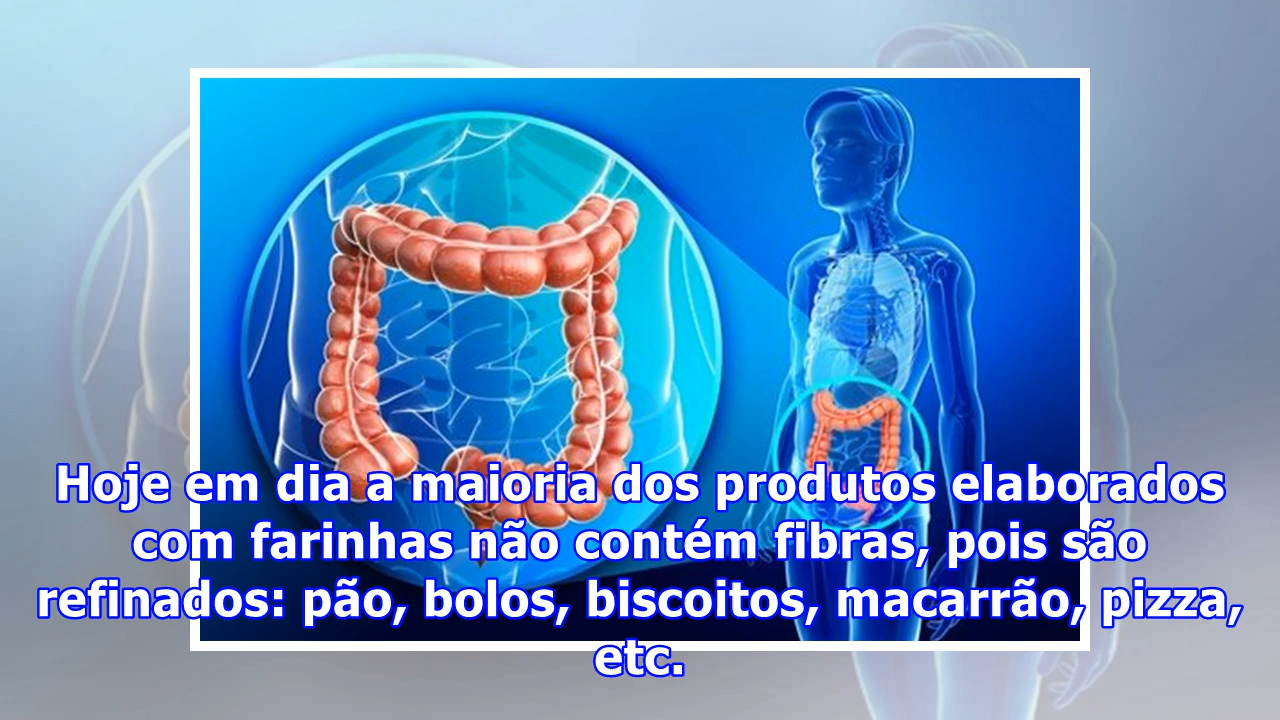 Hoje em dia a maioria dos produtos elaborados
com farinhas não contém fibras, pois são
refinados: pão, bolos, biscoitos, macarrão, pizza,
etc.